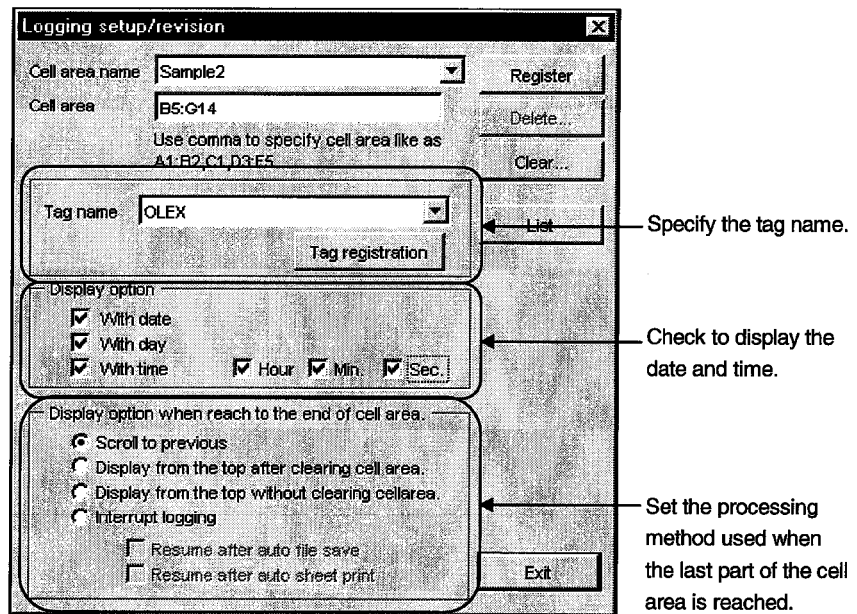 Logging setup/revision
Cell area name Sample2 Register
Cell area B5:G14 Delete...
Use comma to specify cell area like as
A1:B2,C1,D3:E5 Clear...
Tag name OLEX List Specify the tag name.
Tag registration
Display option
With date
With day Check to display the
With time Hour Min. Sec. date and time.
Display option when reach to the end of cell area.
Scroll to previous
Display from the top after clearing cell area.
Display from the top without clearing cellarea.
Interrupt logging Set the processing
method used when
Resume after auto file save the last part of the cell
Resume after auto sheet print Exit area is reached.